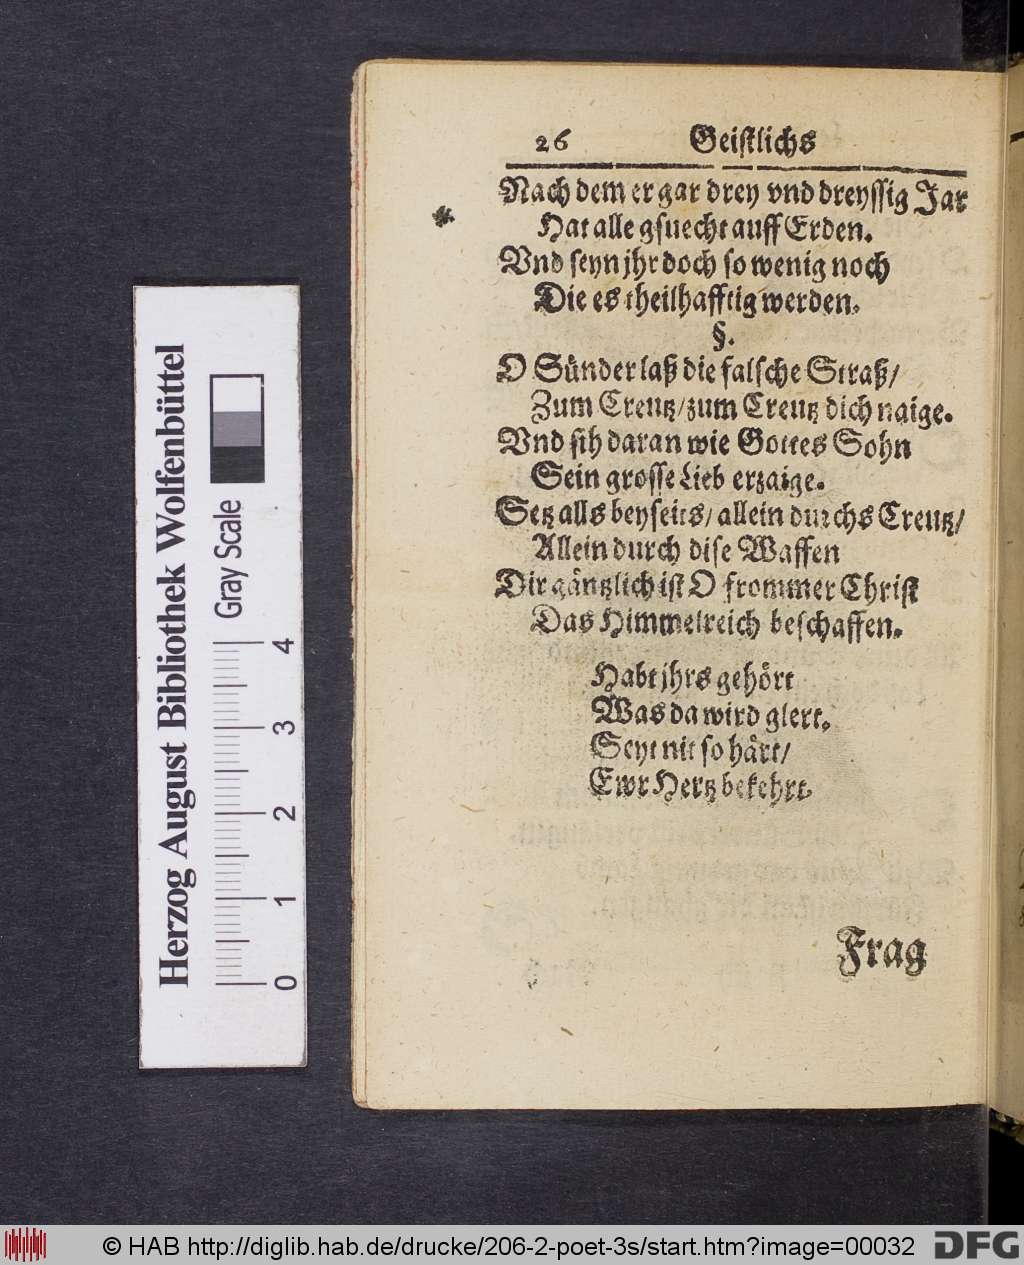 26 Geistlichs
Nach dem er gar drey vnd dreyssig Jar
* Hat alle gsuecht auff Erden.
Vnd seyn jhr doch so wenig noch
Die es theilhafftig werden.
§.
O Sünder laß die falsche Straß/
Zum Creutz/zum Creutz dich naige.
Vnd sih daran wie Gottes Sohn
Sein grosse Lieb erzaige.
Setz alls beyseits/ allein durchs Creutz/
Allein durch dise Waffen
Dir gäntzlich ist O frommer Christ
Das Himmelreich beschaffen.
Habt jhrs gehört
Was da wird glert.
Seyt nit so härt/
Ewr Hertz bekehrt.
Frag
Herzog August Bibliothek Wolfenbüttel
Gray Scale
0 1 2 3 4
© HAB http://diglib.hab.de/drucke/206-2-poet-3s/start.htm?image=00032
DFG